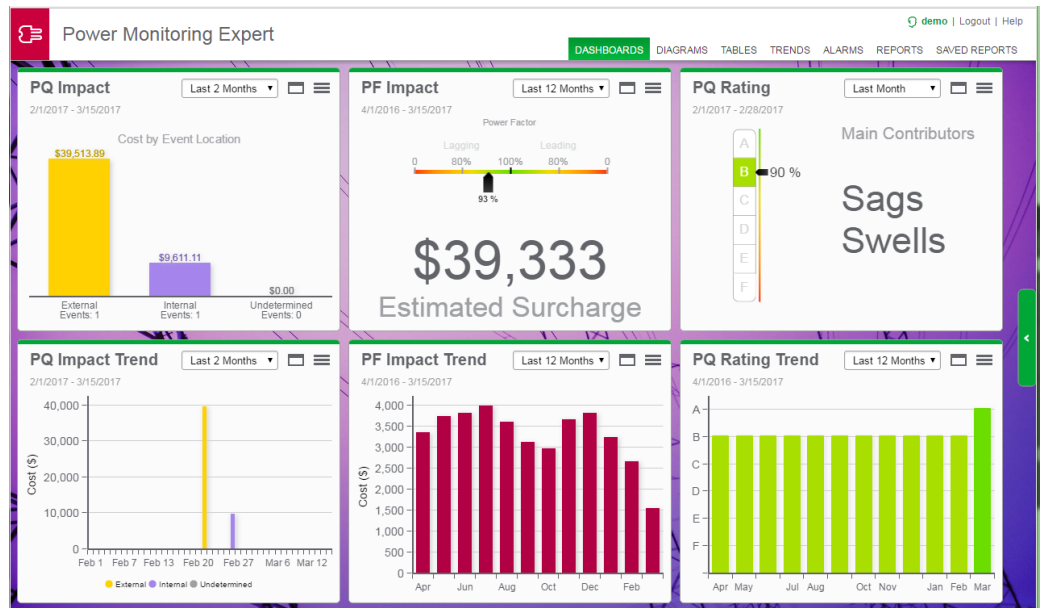 demo | Logout | Help
Power Monitoring Expert
DASHBOARDS DIAGRAMS TABLES TRENDS ALARMS REPORTS SAVED REPORTS
PQ Impact Last 2 Months
2/1/2017 - 3/15/2017
Cost by Event Location
$39,513.89
$9,611.11
$0.00
External Internal Undetermined
Events: 1 Events: 1 Events: 0
PF Impact Last 12 Months
4/1/2016 - 3/15/2017
Power Factor
Lagging Leading
0 80% 100% 80% 0
93 %
$39,333
Estimated Surcharge
PQ Rating Last Month
2/1/2017 - 2/28/2017
Main Contributors
A
B 90 %
C
D
E
F
Sags
Swells
PQ Impact Trend Last 2 Months
2/1/2017 - 3/15/2017
Cost ($)
40,000
30,000
20,000
10,000
0
Feb 1 Feb 7 Feb 13 Feb 20 Feb 27 Mar 6 Mar 12
External Internal Undetermined
PF Impact Trend Last 12 Months
4/1/2016 - 3/15/2017
Cost ($)
4,000
3,500
3,000
2,500
2,000
1,500
1,000
500
0
Apr Jun Aug Oct Dec Feb
PQ Rating Trend Last 12 Months
4/1/2016 - 3/15/2017
A
B
C
D
E
F
Apr May Jul Aug Oct Nov Jan Feb Mar